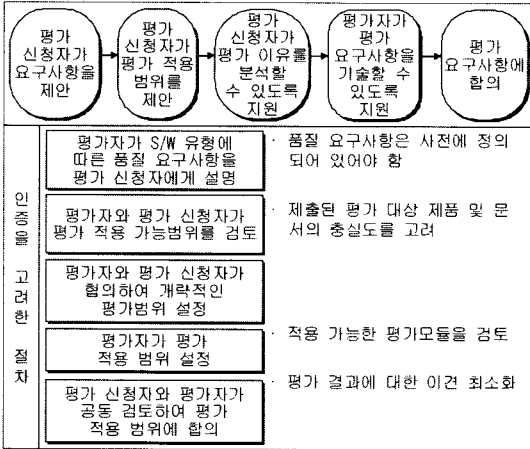 평가
신청자가
요구사항을
제안
평가
신청자가
평가 적용
범위를
제안
평가
신청자가
평가 이유를
분석할
수 있도록
지원
평가자가
평가
요구사항을
기술할 수
있도록
지원
평가
요구사항에
합의
인증을 고려한 절차
평가자가 S/W 유형에
따른 품질 요구사항을
평가 신청자에게 설명
· 품질 요구사항은 사전에 정의
되어 있어야 함
평가자와 평가 신청자가
평가 적용 가능범위를 검토
· 제출된 평가 대상 제품 및 문
서의 충실도를 고려
평가자와 평가 신청자가
협의하여 개략적인
평가범위 설정
평가자가 평가
적용 범위 설정
· 적용 가능한 평가모듈을 검토
평가 신청자와 평가자가
공동 검토하여 평가
적용 범위에 합의
· 평가 결과에 대한 이견 최소화